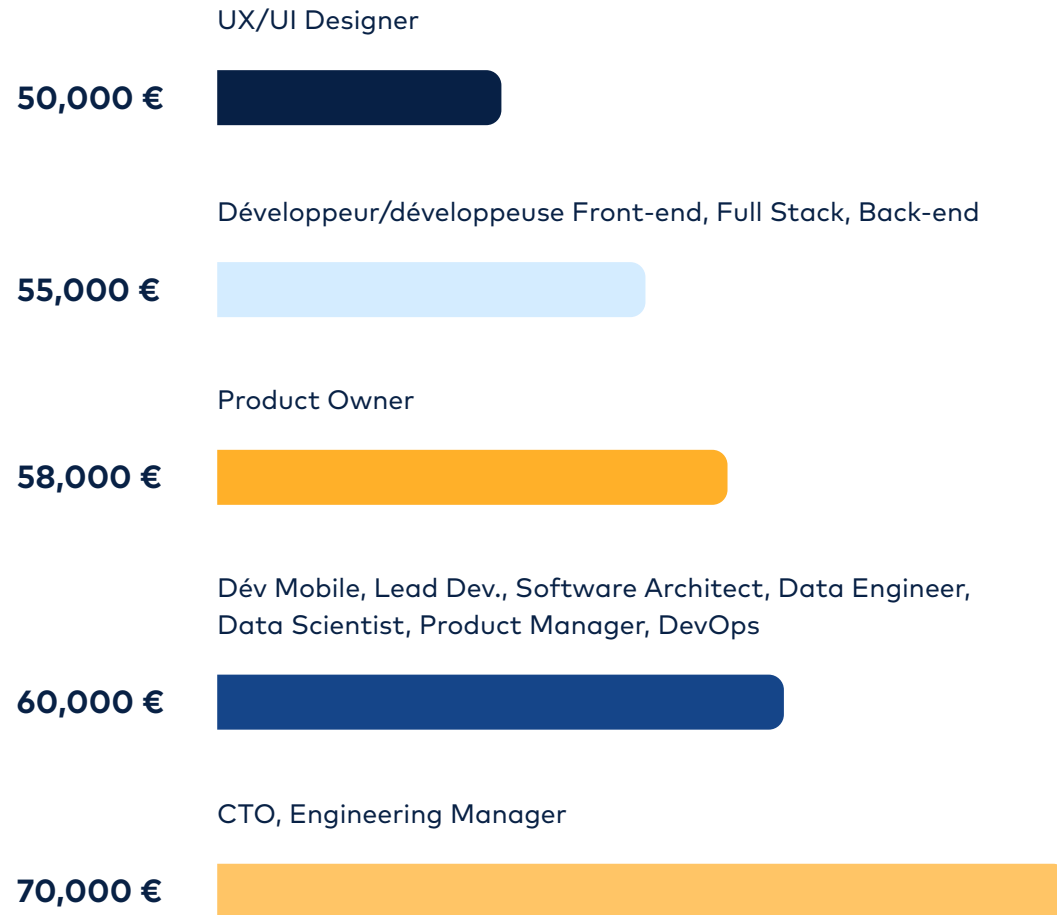 UX/UI Designer
50,000 €
Développeur/développeuse Front-end, Full Stack, Back-end
55,000 €
Product Owner
58,000 €
Dév Mobile, Lead Dev., Software Architect, Data Engineer,
Data Scientist, Product Manager, DevOps
60,000 €
CTO, Engineering Manager
70,000 €